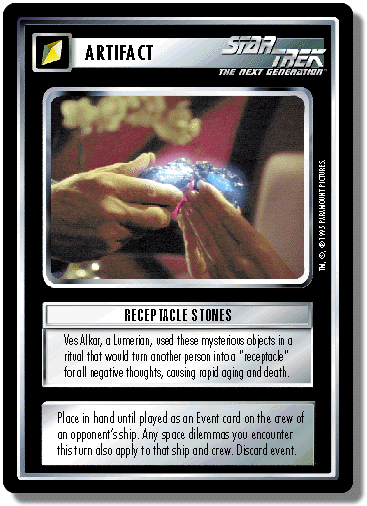 ARTIFACT
STAR TREK
THE NEXT GENERATION™
TM, ©, ® 1995 PARAMOUNT PICTURES.
RECEPTACLE STONES
Ves Alkar, a Lumerian, used these mysterious objects in a
ritual that would turn another person into a "receptacle"
for all negative thoughts, causing rapid aging and death.
Place in hand until played as an Event card on the crew of
an opponent's ship. Any space dilemmas you encounter
this turn also apply to that ship and crew. Discard event.